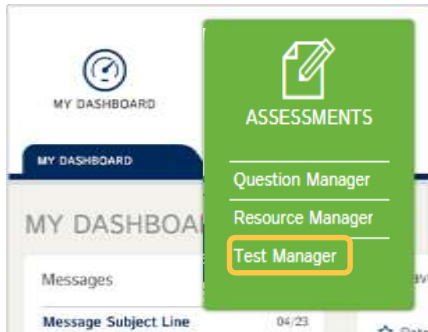 MY DASHBOARD
ASSESSMENTS
MY DASHBOARD
Question Manager
Resource Manager
Test Manager
MY DASHBOA
Messages
Message Subject Line 04/23